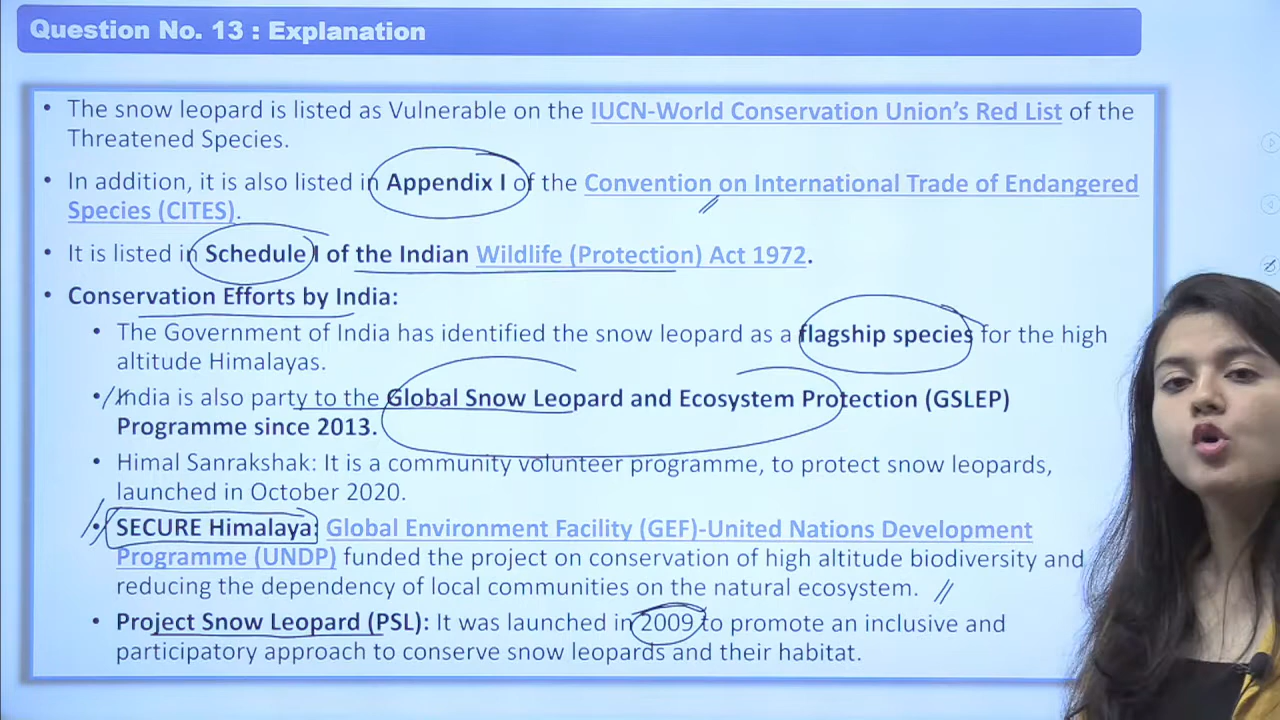 Question No. 13 : Explanation
• The snow leopard is listed as Vulnerable on the IUCN-World Conservation Union's Red List of the
Threatened Species.
• In addition, it is also listed in Appendix I of the Convention on International Trade of Endangered
Species (CITES).
• It is listed in Schedule I of the Indian Wildlife (Protection) Act 1972.
• Conservation Efforts by India:
• The Government of India has identified the snow leopard as a flagship species for the high
altitude Himalayas.
• India is also party to the Global Snow Leopard and Ecosystem Protection (GSLEP)
Programme since 2013.
• Himal Sanrakshak: It is a community volunteer programme, to protect snow leopards,
launched in October 2020.
• SECURE Himalaya: Global Environment Facility (GEF)-United Nations Development
Programme (UNDP) funded the project on conservation of high altitude biodiversity and
reducing the dependency of local communities on the natural ecosystem.
• Project Snow Leopard (PSL): It was launched in 2009 to promote an inclusive and
participatory approach to conserve snow leopards and their habitat.